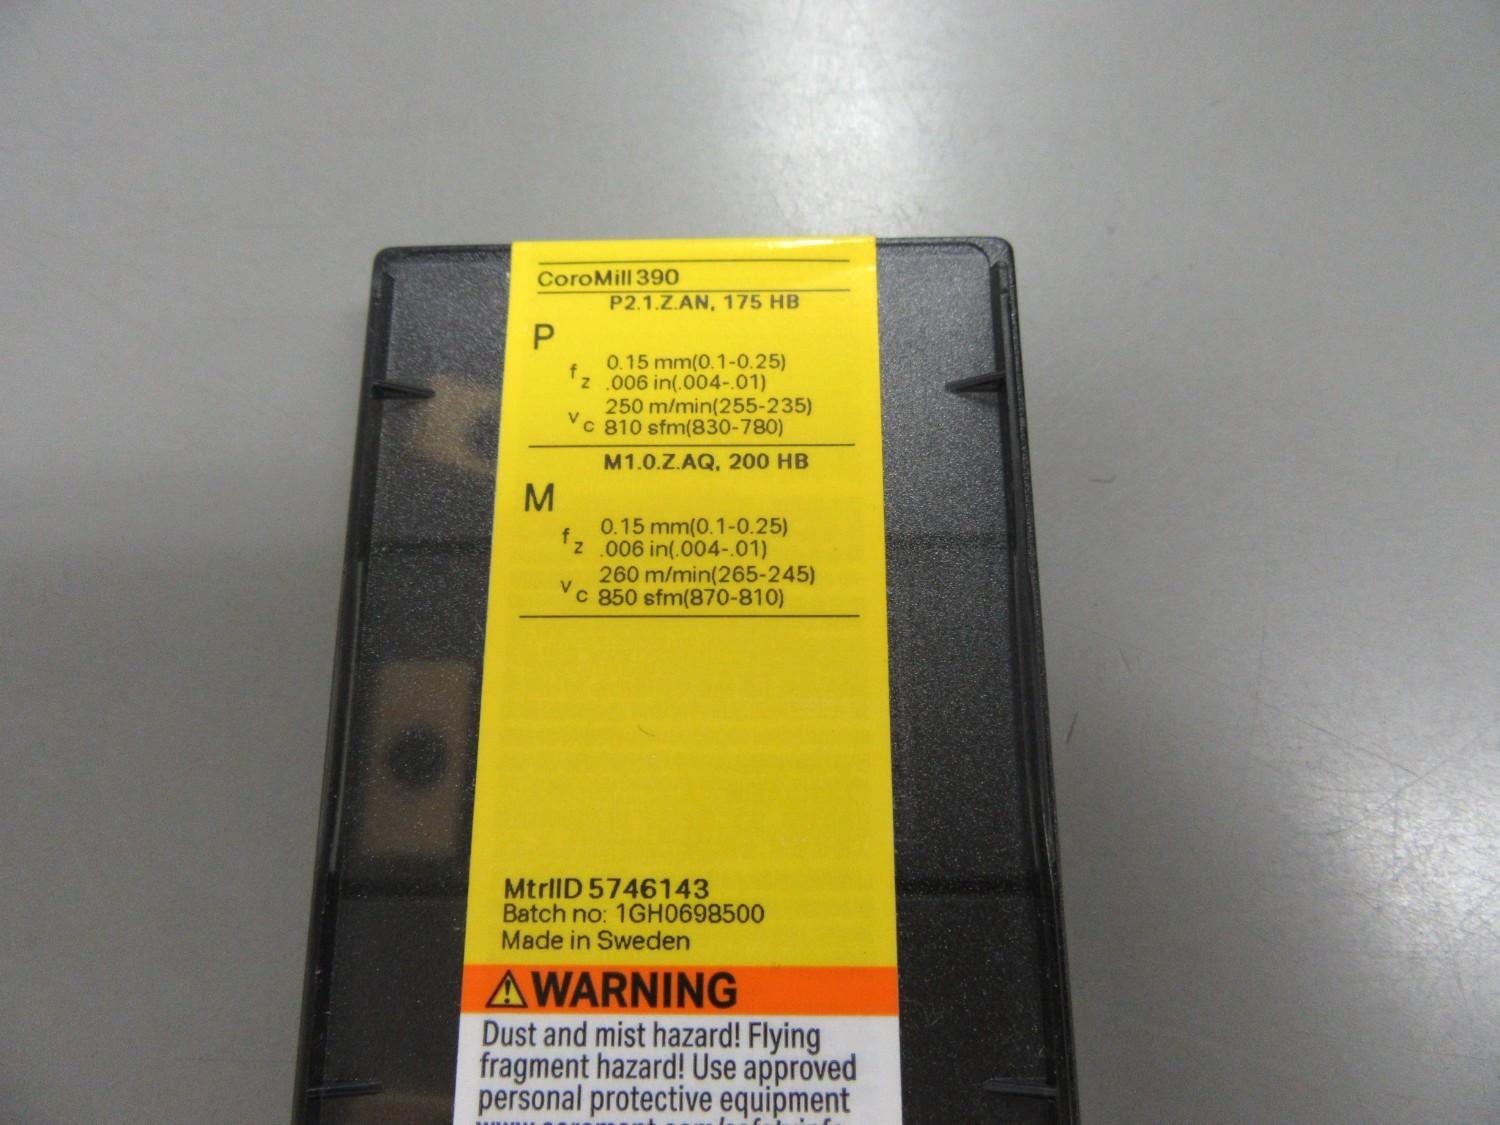 CoroMill 390
P2.1.Z.AN, 175 HB
P
fz 0.15 mm(0.1-0.25)
.006 in(.004-.01)
vc 250 m/min(255-235)
810 sfm(830-780)
M1.0.Z.AQ, 200 HB
M
fz 0.15 mm(0.1-0.25)
.006 in(.004-.01)
vc 260 m/min(265-245)
850 sfm(870-810)
MtrlID 5746143
Batch no: 1GH0698500
Made in Sweden
WARNING
Dust and mist hazard! Flying
fragment hazard! Use approved
personal protective equipment